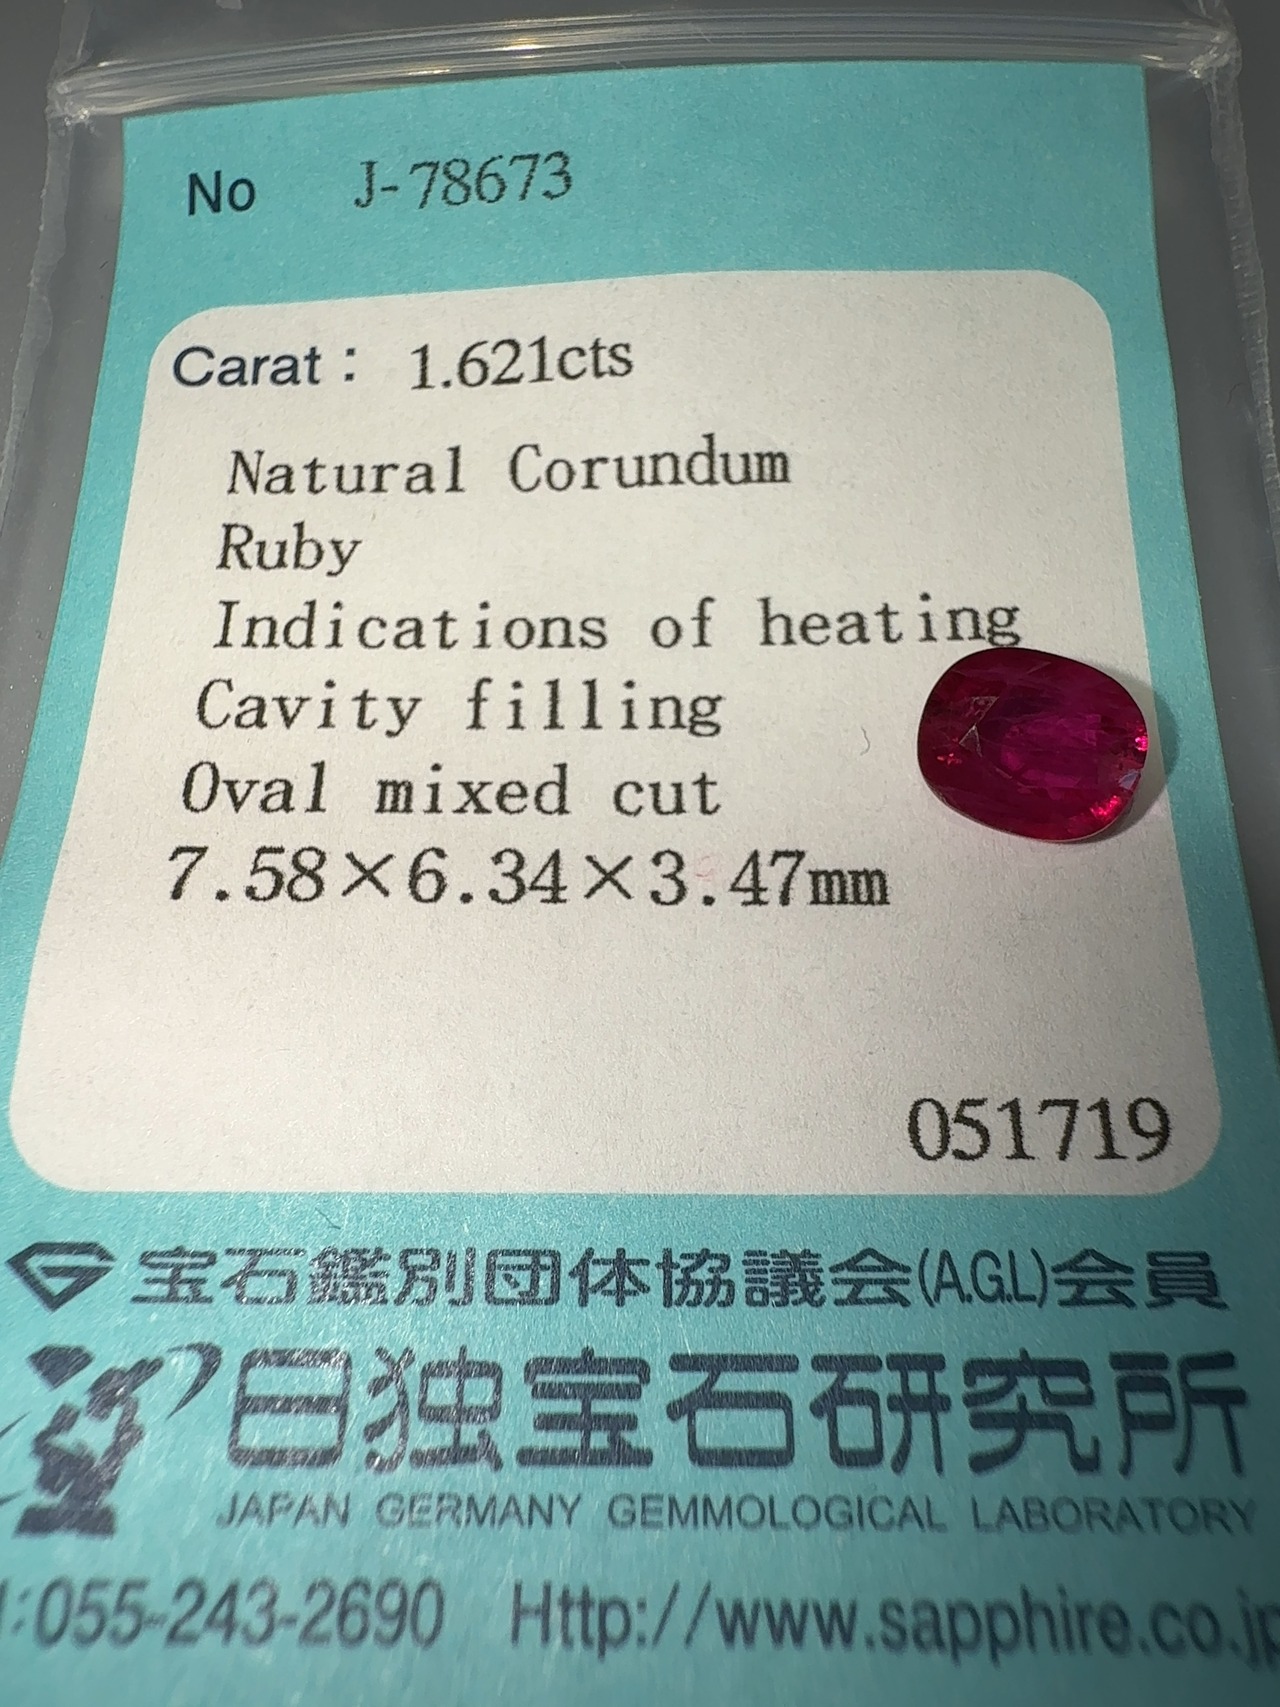 No J-78673
Carat: 1.621cts
Natural Corundum
Ruby
Indications of heating
Cavity filling
Oval mixed cut
7.58×6.34×3.47mm
051719
宝石鑑別団体協議会(A.G.L)会員
日独宝石研究所
JAPAN GERMANY GEMMOLOGICAL LABORATORY
:055-243-2690 Http://www.sapphire.co.jp